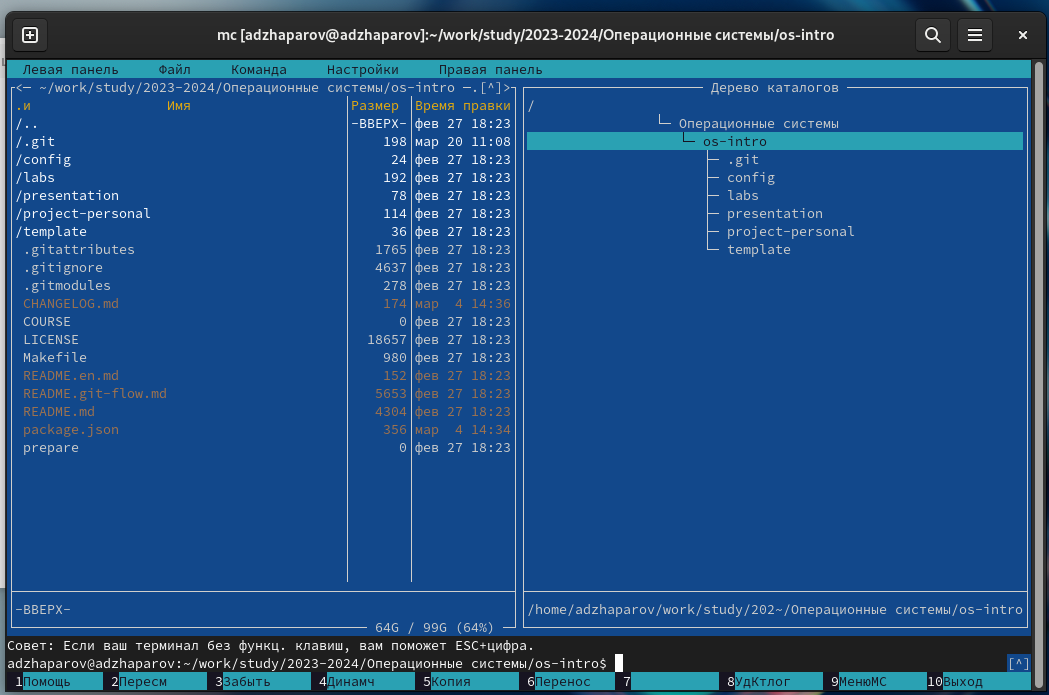 mc [adzhaparov@adzhaparov]:~/work/study/2023-2024/Операционные системы/os-intro
Левая панель Файл Команда Настройки Правая панель
<─ ~/work/study/2023-2024/Операционные системы/os-intro ─.[^]>
.и Имя Размер Время правки
/.. -ВВЕРХ- фев 27 18:23
/.git 198 мар 20 11:08
/config 24 фев 27 18:23
/labs 192 фев 27 18:23
/presentation 78 фев 27 18:23
/project-personal 114 фев 27 18:23
/template 36 фев 27 18:23
.gitattributes 1765 фев 27 18:23
.gitignore 4637 фев 27 18:23
.gitmodules 278 фев 27 18:23
CHANGELOG.md 174 мар 4 14:36
COURSE 0 фев 27 18:23
LICENSE 18657 фев 27 18:23
Makefile 980 фев 27 18:23
README.en.md 152 фев 27 18:23
README.git-flow.md 5653 фев 27 18:23
README.md 4304 фев 27 18:23
package.json 356 мар 4 14:34
prepare 0 фев 27 18:23
-ВВЕРХ-
64G / 99G (64%)
Дерево каталогов
/
Операционные системы
os-intro
.git
config
labs
presentation
project-personal
template
/home/adzhaparov/work/study/202~/Операционные системы/os-intro
Совет: Если ваш терминал без функц. клавиш, вам поможет ESC+цифра.
adzhaparov@adzhaparov:~/work/study/2023-2024/Операционные системы/os-intro$ [^]
1Помощь 2Пересм 3Забыть 4Динамч 5Копия 6Перенос 7 8УдКтлог 9МенюМС 10Выход